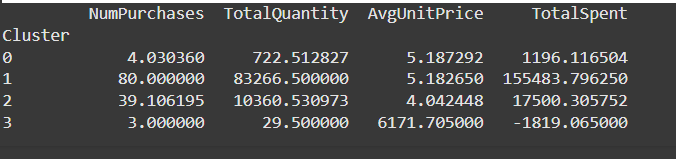 NumPurchases TotalQuantity AvgUnitPrice TotalSpent
Cluster
0 4.030360 722.512827 5.187292 1196.116504
1 80.000000 83266.500000 5.182650 155483.796250
2 39.106195 10360.530973 4.042448 17500.305752
3 3.000000 29.500000 6171.705000 -1819.065000